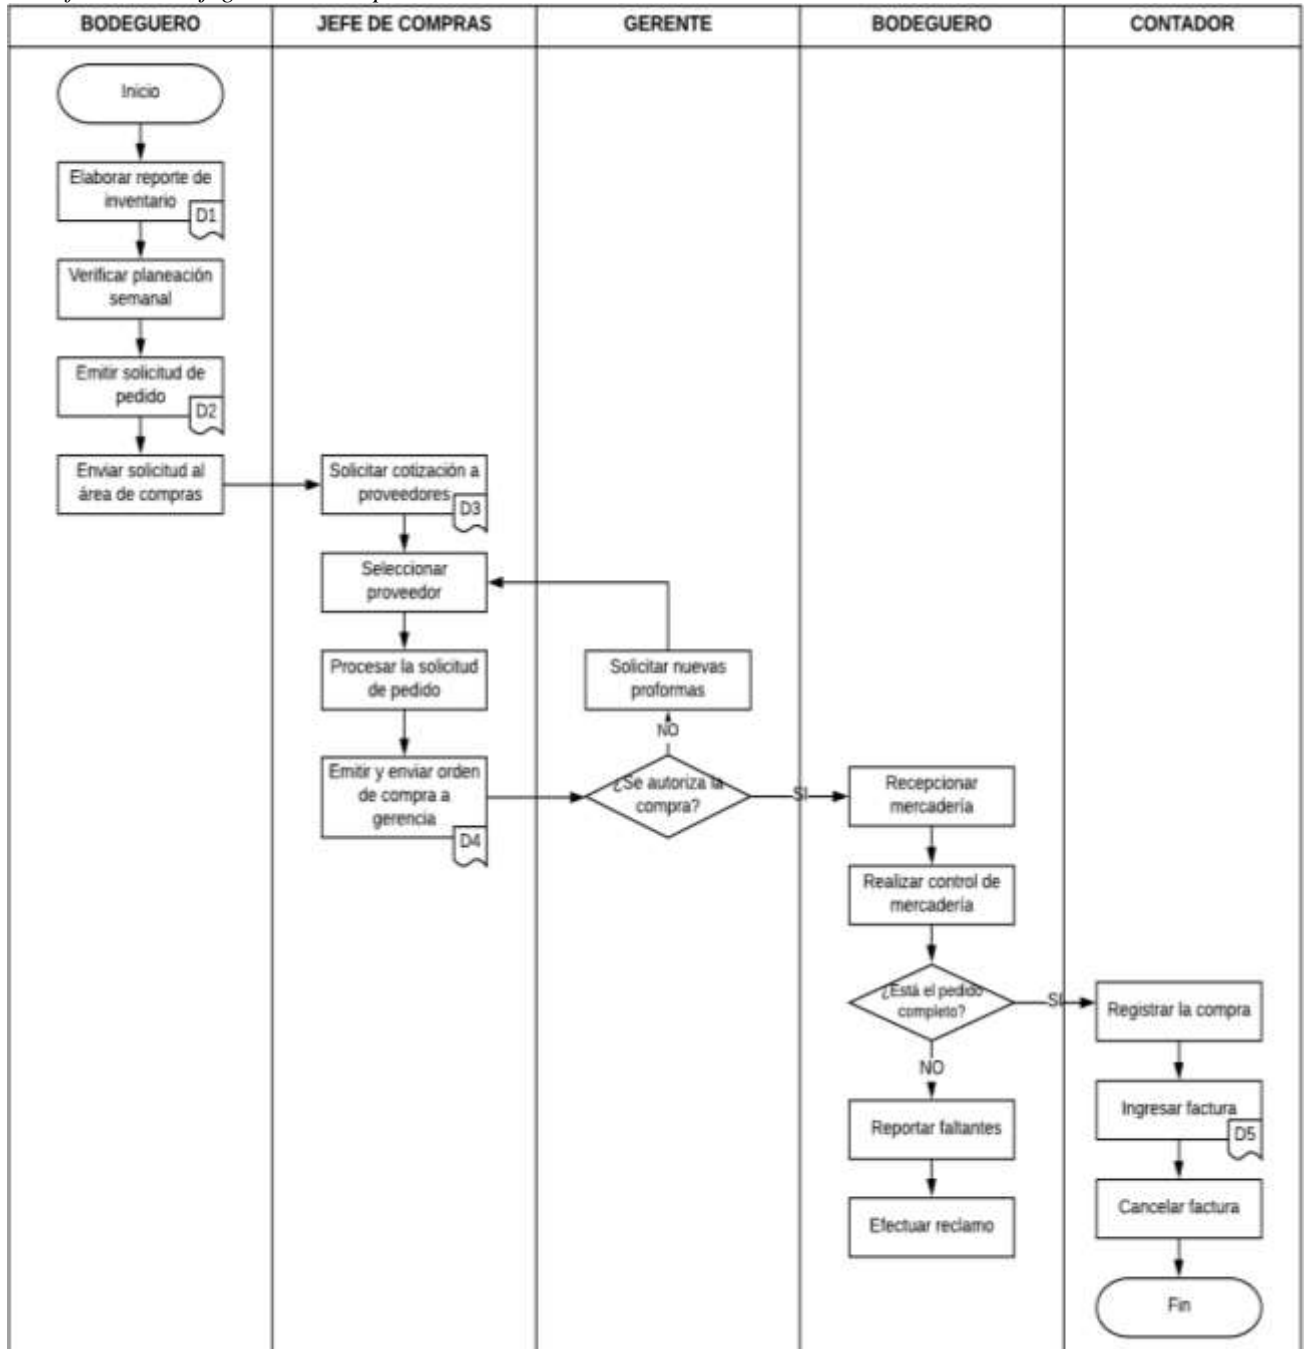 BODEGUERO
JEFE DE COMPRAS
GERENTE
BODEGUERO
CONTADOR
Inicio
Elaborar reporte de
inventario
D1
Verificar planeación
semanal
Emitir solicitud de
pedido
D2
Enviar solicitud al
área de compras
Solicitar cotización a
proveedores
D3
Seleccionar
proveedor
Procesar la solicitud
de pedido
Emitir y enviar orden
de compra a
gerencia
D4
Solicitar nuevas
proformas
NO
¿Se autoriza la
compra?
SI
Recepcionar
mercadería
Realizar control de
mercadería
¿Está el pedido
completo?
SI
NO
Reportar faltantes
Efectuar reclamo
Registrar la compra
Ingresar factura
D5
Cancelar factura
Fin